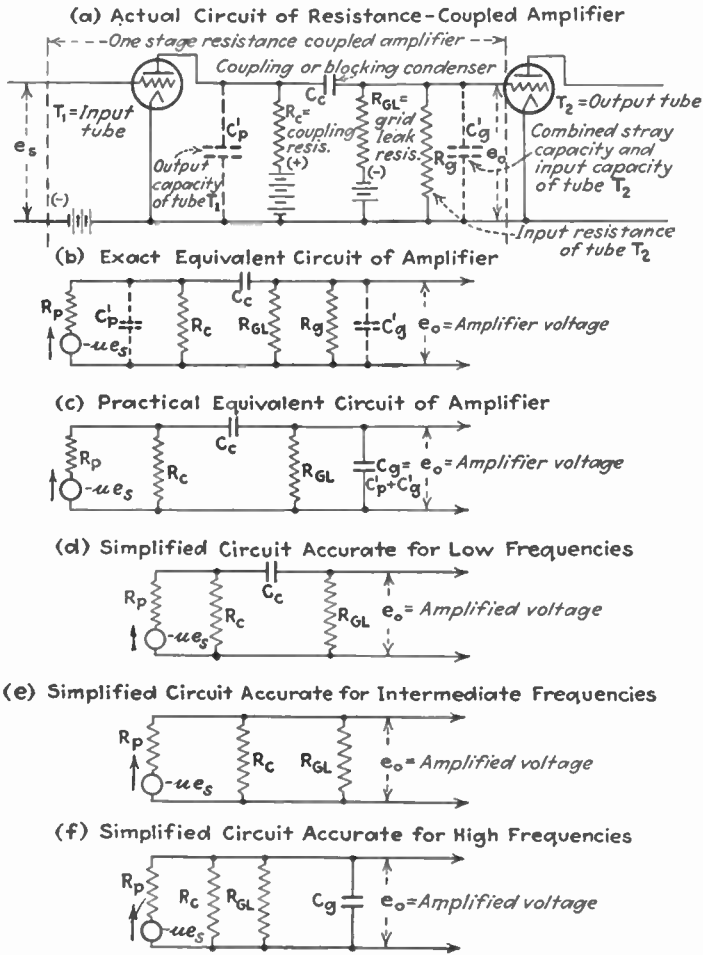 (a) Actual Circuit of Resistance-Coupled Amplifier
One stage resistance coupled amplifier
Coupling or blocking condenser
Cc
T1=Input
tube
T2=Output tube
es
C'p
Output
capacity
of tube T1
Rc=
coupling
resis.
(+)
RGL=
grid
leak
resis.
(-)
Rg
C'g
eo
Combined stray
capacity and
input capacity
of tube T2
(-)
Input resistance
of tube T2
(b) Exact Equivalent Circuit of Amplifier
Rp
-ues
C'p
Rc
Cc
RGL
Rg
C'g
eo=Amplifier voltage
(c) Practical Equivalent Circuit of Amplifier
Rp
-ues
Rc
Cc
RGL
Cg=
C'p+C'g
eo=Amplifier voltage
(d) Simplified Circuit Accurate for Low Frequencies
Rp
-ues
Rc
Cc
RGL
eo=Amplified voltage
(e) Simplified Circuit Accurate for Intermediate Frequencies
Rp
-ues
Rc
RGL
eo=Amplified voltage
(f) Simplified Circuit Accurate for High Frequencies
Rp
-ues
Rc
RGL
Cg
eo=Amplified voltage